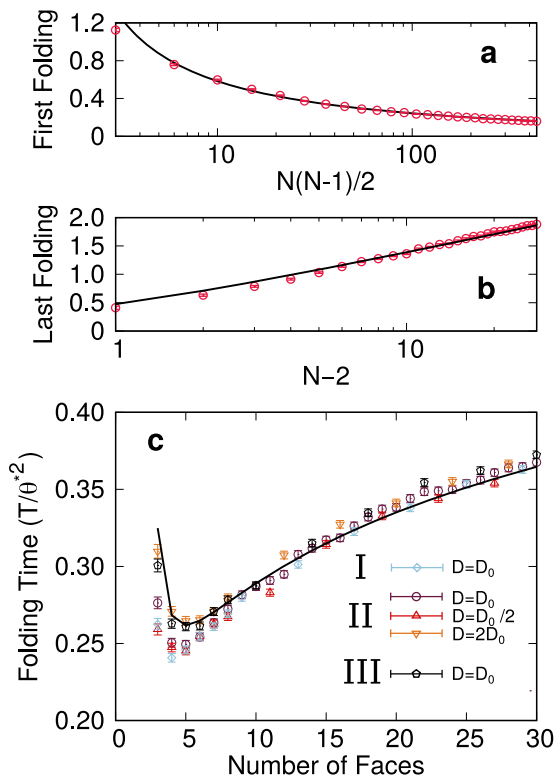 First Folding
1.2
0.8
0.4
0
a
10
100
N(N-1)/2
Last Folding
2.0
1.5
1.0
0.5
0.0
b
1
10
N−2
Folding Time (T/θ*2)
0.40
0.35
0.30
0.25
0.20
c
I D=D0
II D=D0
D=D0 /2
D=2D0
III D=D0
0 5 10 15 20 25 30
Number of Faces